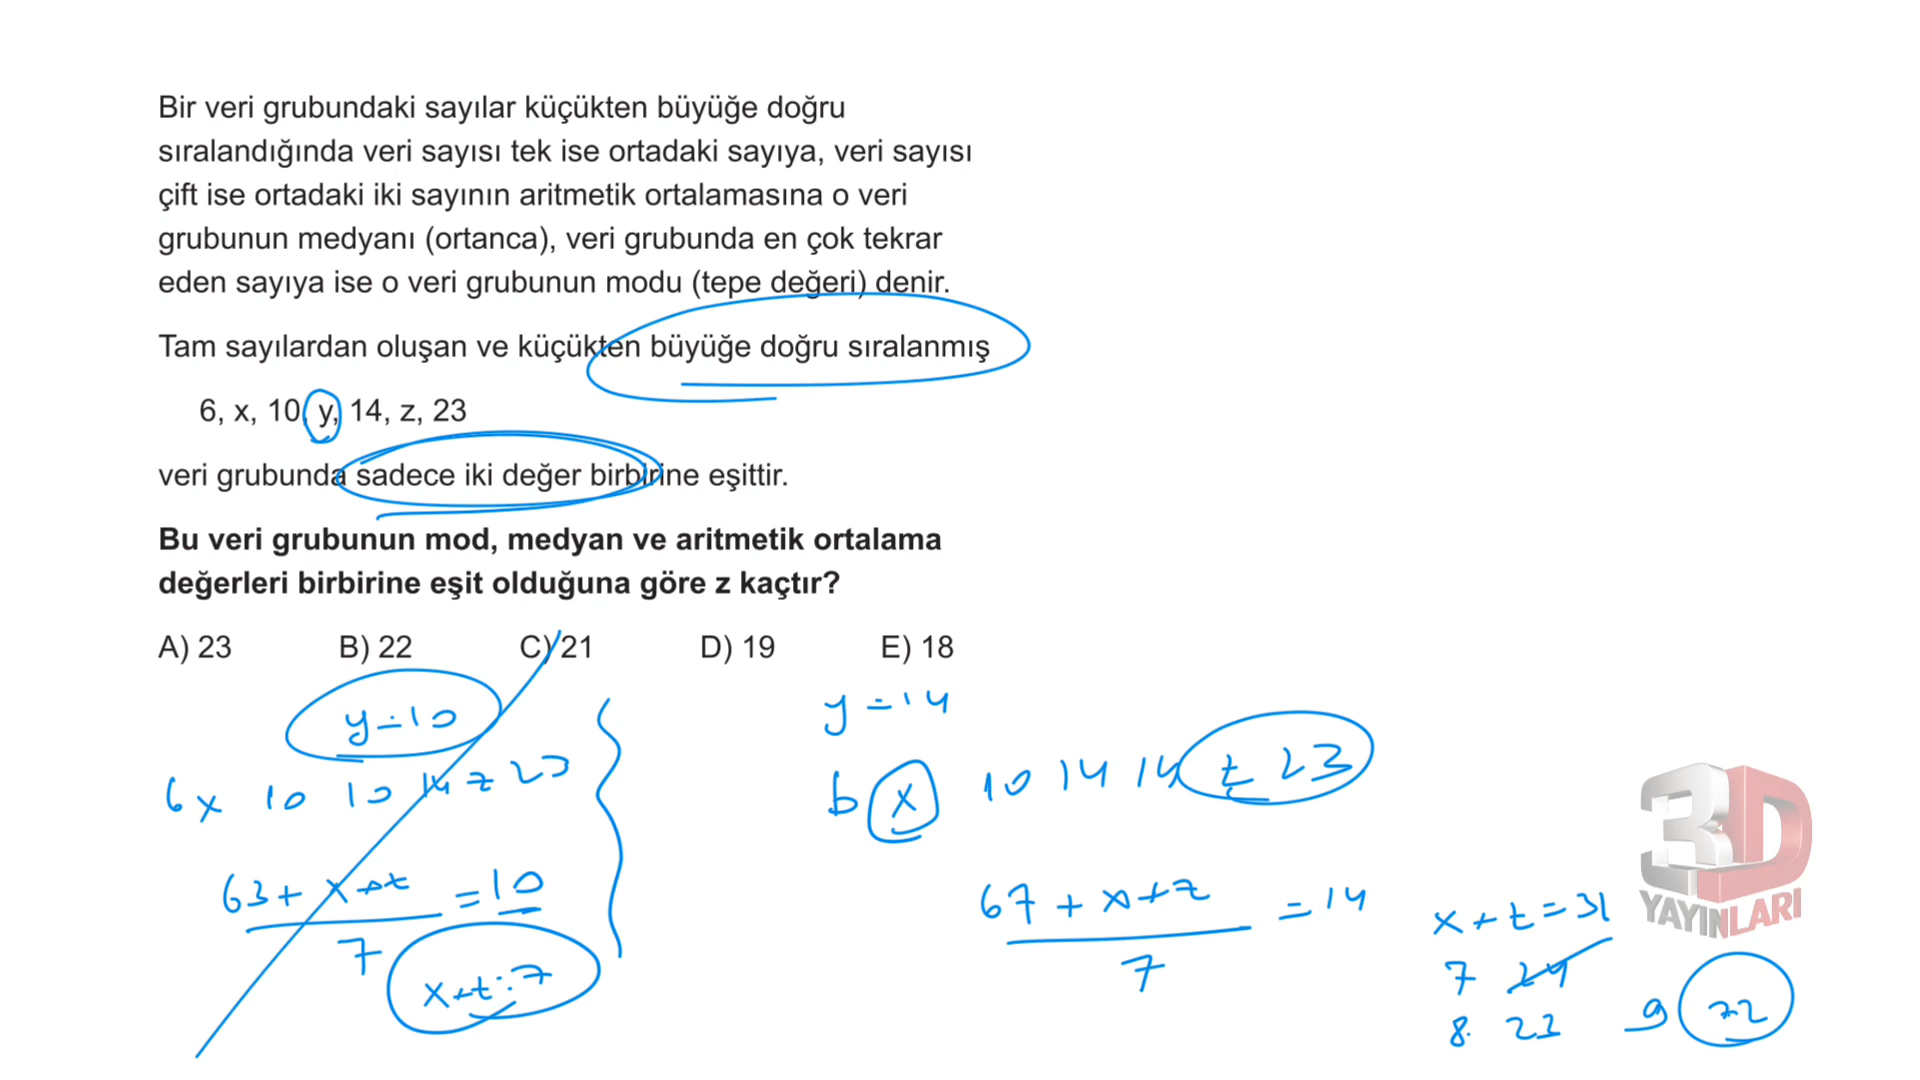 Bir veri grubundaki sayılar küçükten büyüğe doğru
sıralandığında veri sayısı tek ise ortadaki sayıya, veri sayısı
çift ise ortadaki iki sayının aritmetik ortalamasına o veri
grubunun medyanı (ortanca), veri grubunda en çok tekrar
eden sayıya ise o veri grubunun modu (tepe değeri) denir.
Tam sayılardan oluşan ve küçükten büyüğe doğru sıralanmış
6, x, 10, y, 14, z, 23
veri grubunda sadece iki değer birbirine eşittir.
Bu veri grubunun mod, medyan ve aritmetik ortalama
değerleri birbirine eşit olduğuna göre z kaçtır?
A) 23 B) 22 C) 21 D) 19 E) 18
y=10
6 x 10 10 14 z 23
63+ x+z / 7 = 10
x+z=7
y=14
6 x 10 14 14 z 23
67 + x+z / 7 = 14
x+z=31
7 24
8 23
9 22
3D
YAYINLARI